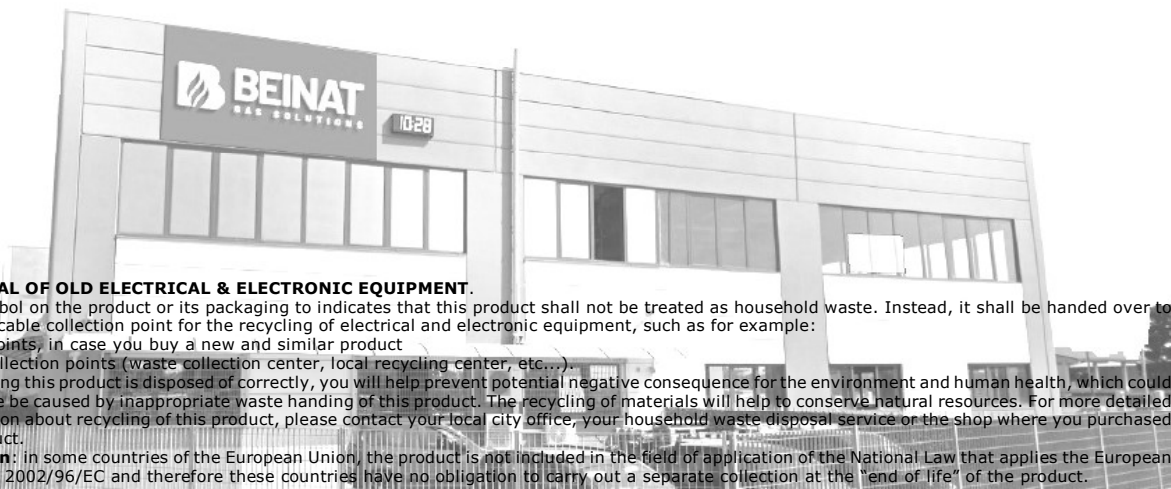 BEINAT
GAS SOLUTIONS
10:28
AL OF OLD ELECTRICAL & ELECTRONIC EQUIPMENT.
bol on the product or its packaging to indicates that this product shall not be treated as household waste. Instead, it shall be handed over to
cable collection point for the recycling of electrical and electronic equipment, such as for example:
oints, in case you buy a new and similar product
llection points (waste collection center, local recycling center, etc...).
ing this product is disposed of correctly, you will help prevent potential negative consequence for the environment and human health, which could
e be caused by inappropriate waste handing of this product. The recycling of materials will help to conserve natural resources. For more detailed
on about recycling of this product, please contact your local city office, your household waste disposal service or the shop where you purchased
uct.
n: in some countries of the European Union, the product is not included in the field of application of the National Law that applies the European
2002/96/EC and therefore these countries have no obligation to carry out a separate collection at the "end of life" of the product.